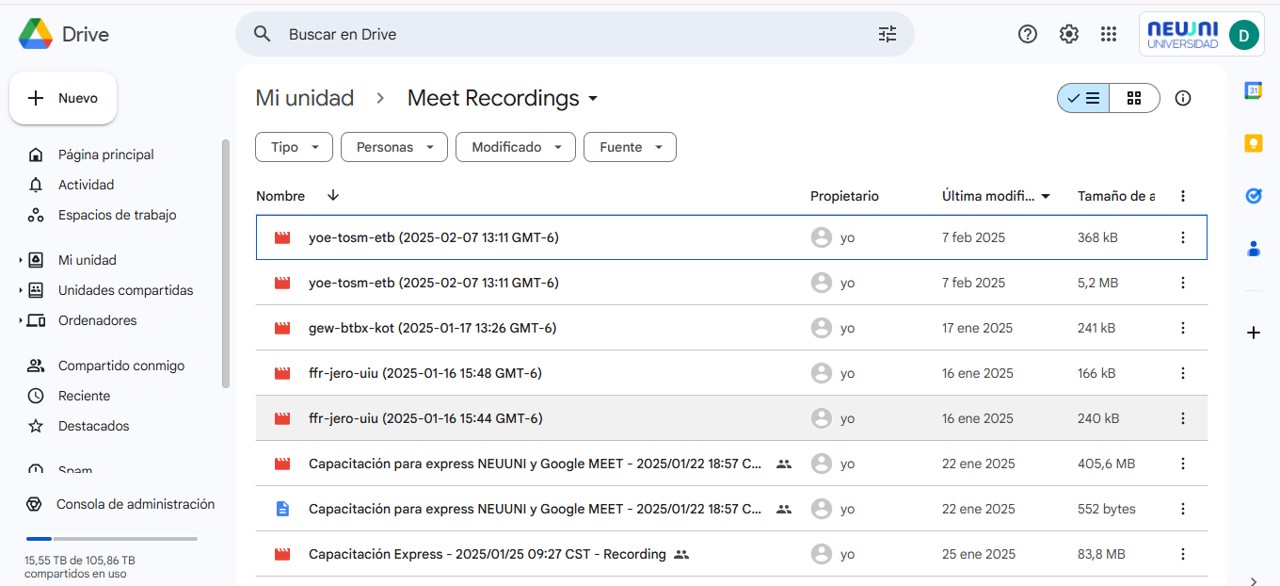 Drive
Buscar en Drive
NEUUNI
UNIVERSIDAD
D
Nuevo
Mi unidad > Meet Recordings
Tipo Personas Modificado Fuente
Página principal
Actividad
Espacios de trabajo
Mi unidad
Unidades compartidas
Ordenadores
Compartido conmigo
Reciente
Destacados
Spam
Consola de administración
15,55 TB de 105,86 TB
compartidos en uso
Nombre Propietario Última modifi... Tamaño de a
yoe-tosm-etb (2025-02-07 13:11 GMT-6) yo 7 feb 2025 368 kB
yoe-tosm-etb (2025-02-07 13:11 GMT-6) yo 7 feb 2025 5,2 MB
gew-btbx-kot (2025-01-17 13:26 GMT-6) yo 17 ene 2025 241 kB
ffr-jero-uiu (2025-01-16 15:48 GMT-6) yo 16 ene 2025 166 kB
ffr-jero-uiu (2025-01-16 15:44 GMT-6) yo 16 ene 2025 240 kB
Capacitación para express NEUUNI y Google MEET - 2025/01/22 18:57 C... yo 22 ene 2025 405,6 MB
Capacitación para express NEUUNI y Google MEET - 2025/01/22 18:57 C... yo 22 ene 2025 552 bytes
Capacitación Express - 2025/01/25 09:27 CST - Recording yo 25 ene 2025 83,8 MB
31